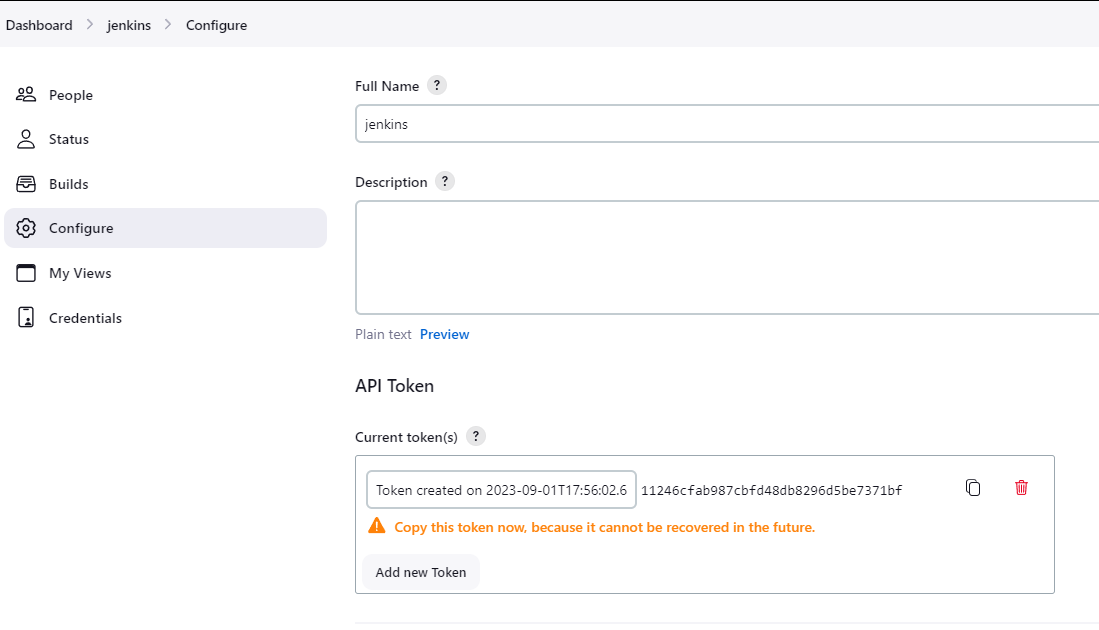 Dashboard > jenkins > Configure
People
Status
Builds
Configure
My Views
Credentials
Full Name ?
jenkins
Description ?
Plain text Preview
API Token
Current token(s) ?
Token created on 2023-09-01T17:56:02.6 11246cfab987cbfd48db8296d5be7371bf
Copy this token now, because it cannot be recovered in the future.
Add new Token